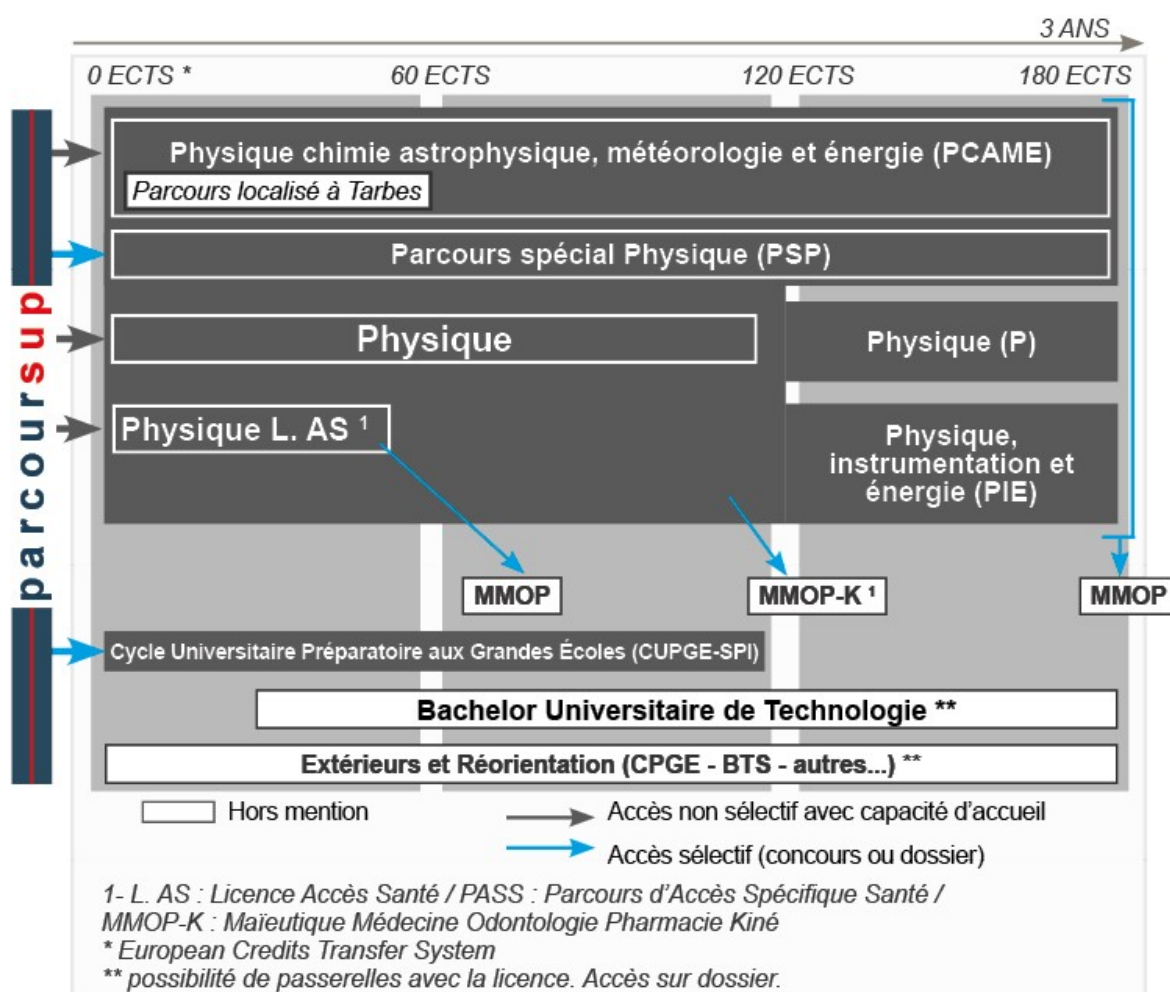 3 ANS
0 ECTS *
60 ECTS
120 ECTS
180 ECTS
parcoursup
Physique chimie astrophysique, météorologie et énergie (PCAME)
Parcours localisé à Tarbes
Parcours spécial Physique (PSP)
Physique
Physique (P)
Physique L. AS ¹
Physique,
instrumentation et
énergie (PIE)
MMOP
MMOP-K ¹
MMOP
Cycle Universitaire Préparatoire aux Grandes Écoles (CUPGE-SPI)
Bachelor Universitaire de Technologie **
Extérieurs et Réorientation (CPGE - BTS - autres...) **
Hors mention
Accès non sélectif avec capacité d'accueil
Accès sélectif (concours ou dossier)
1- L. AS : Licence Accès Santé / PASS : Parcours d'Accès Spécifique Santé /
MMOP-K : Maïeutique Médecine Odontologie Pharmacie Kiné
* European Credits Transfer System
** possibilité de passerelles avec la licence. Accès sur dossier.